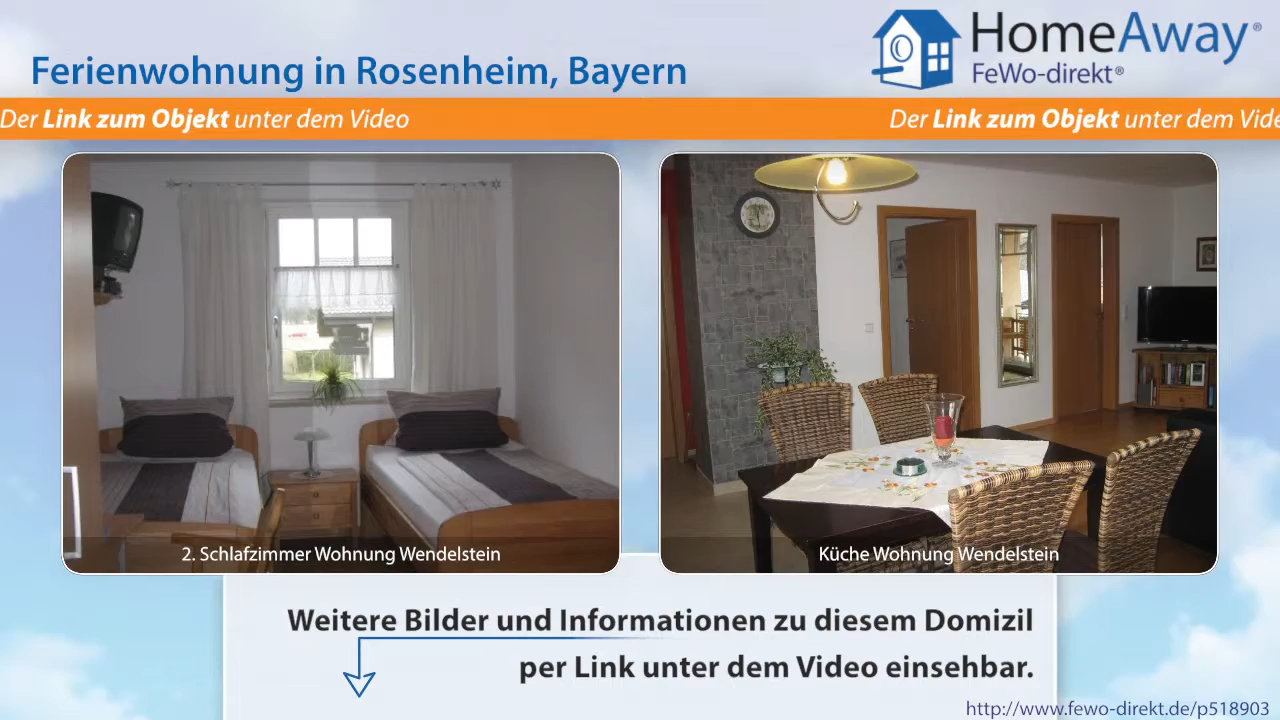 HomeAway®
FeWo-direkt®
Ferienwohnung in Rosenheim, Bayern
Der Link zum Objekt unter dem Video
Der Link zum Objekt unter dem Vide
2. Schlafzimmer Wohnung Wendelstein
Küche Wohnung Wendelstein
Weitere Bilder und Informationen zu diesem Domizil
per Link unter dem Video einsehbar.
http://www.fewo-direkt.de/p518903